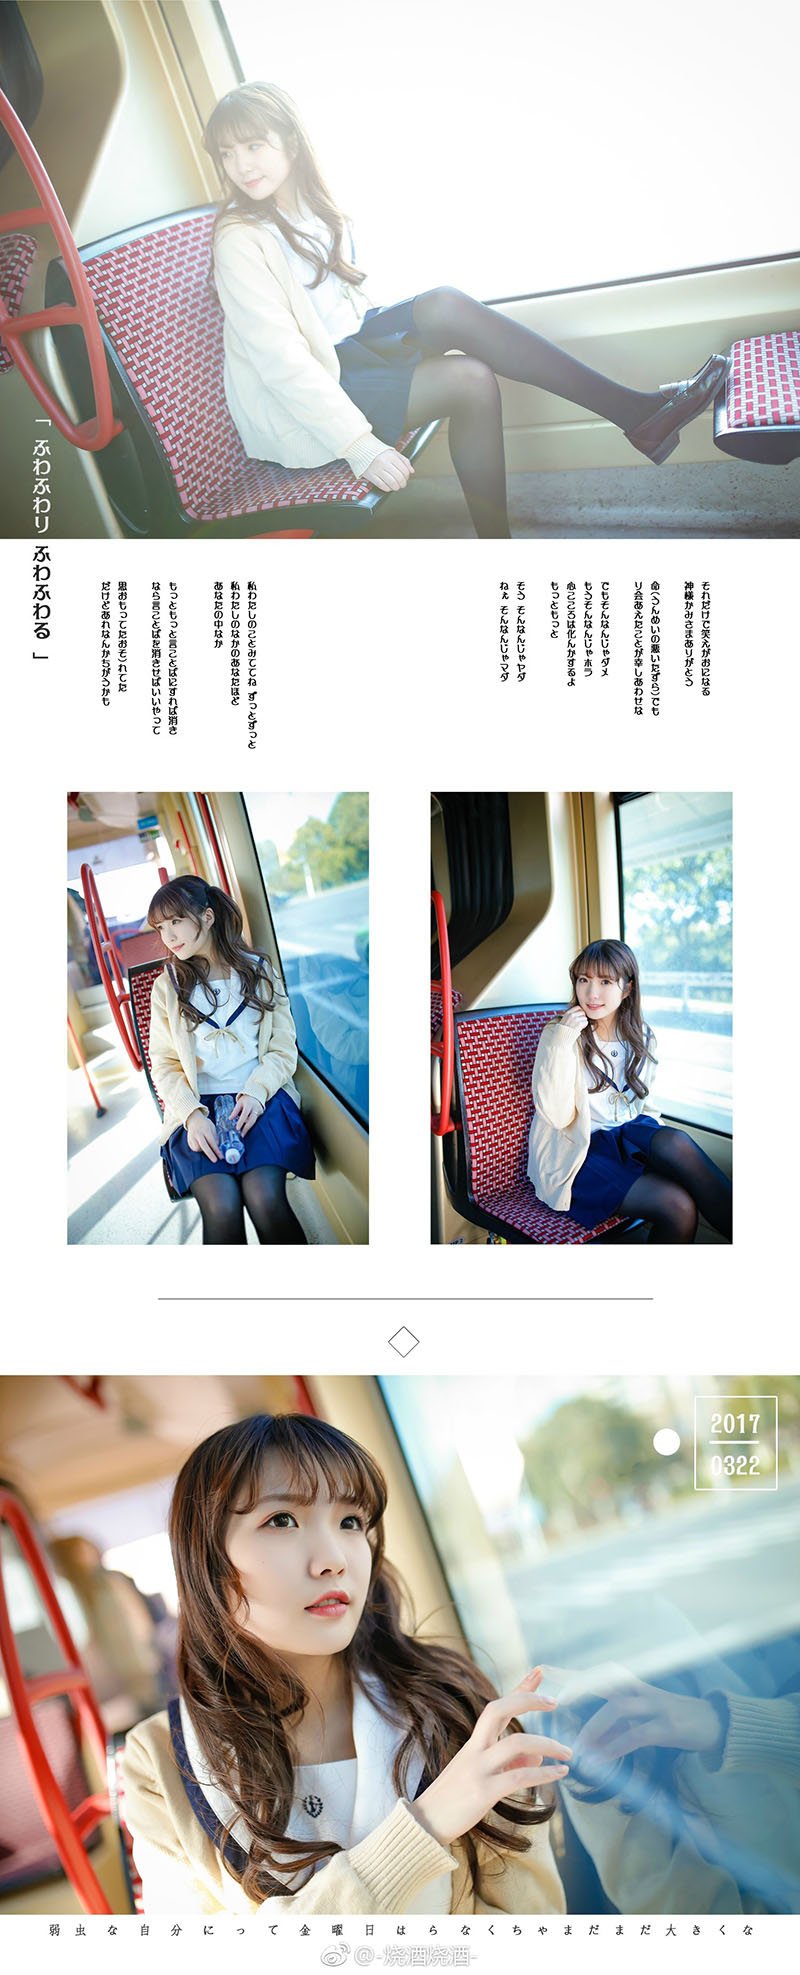 「 ふわふわり ふわふわる 」
それだけで笑えがおになる
神様かみさまありがとう
命(うんめいの悪いたずら)でも
り会あえたことが幸しあわせな
でもそんなんじゃダメ
もうそんなんじゃホラ
心こころは化んかするよ
もっともっと
そう そんなんじゃヤダ
ねぇ そんなんじゃマダ
私わたしのことみててね ずっとずっと
私わたしのなかのあなたほど
あなたの中なか
もっともっと言ことばにすれば消き
なら言ことばを消きせばいいやって
思おもってたおそ)れてた
だけどあれなんかちがうかも
2017
0322
弱虫な自分にって金曜日はらなくちゃまだまだ大きくな
@-烧酒烧酒-